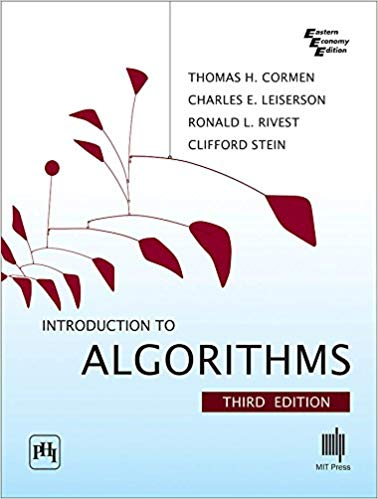 Eastern
Economy
Edition
THOMAS H. CORMEN
CHARLES E. LEISERSON
RONALD L. RIVEST
CLIFFORD STEIN
INTRODUCTION TO
ALGORITHMS
THIRD EDITION
PHI
MIT Press